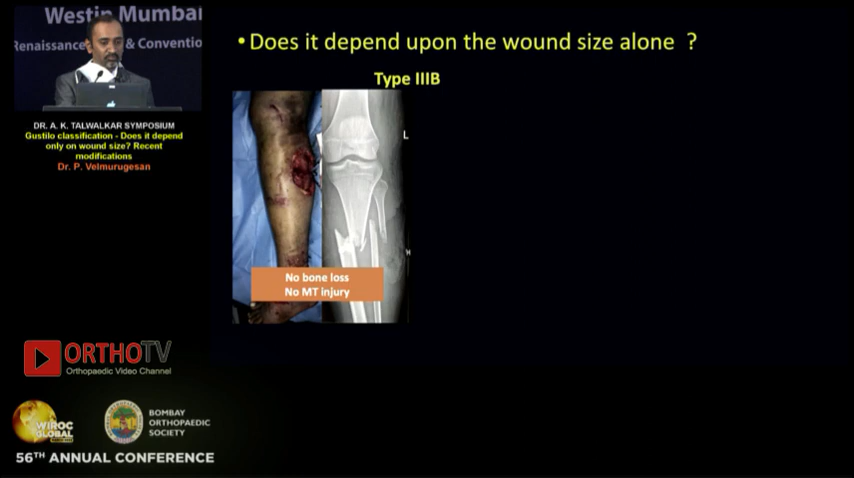 Westin Mumbai
Renaissance & Conventio
DR. A. K. TALWALKAR SYMPOSIUM
Gustilo classification - Does it depend
only on wound size? Recent
modifications
Dr. P. Velmurugesan
• Does it depend upon the wound size alone ?
Type IIIB
L
No bone loss
No MT injury
ORTHOTV
Orthopaedic Video Channel
WIROC
GLOBAL
BOMBAY
ORTHOPAEDIC
SOCIETY
56TH ANNUAL CONFERENCE